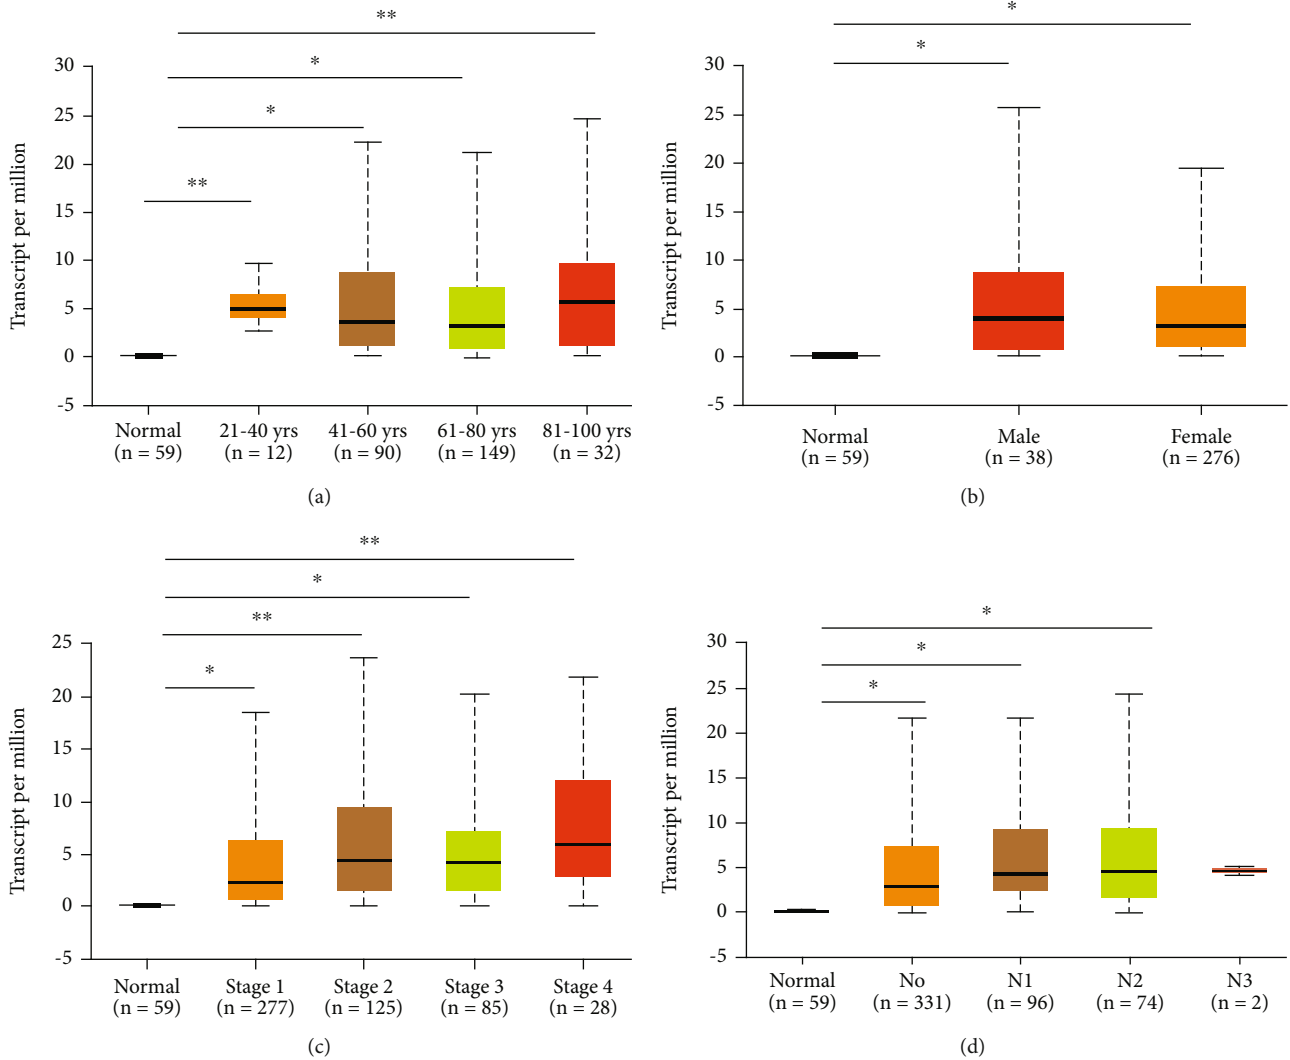 **
*
*
**
30
25
20
15
10
5
0
-5
Transcript per million
Normal 21-40 yrs 41-60 yrs 61-80 yrs 81-100 yrs
(n = 59) (n = 12) (n = 90) (n = 149) (n = 32)
(a)
*
*
30
25
20
15
10
5
0
-5
Transcript per million
Normal Male Female
(n = 59) (n = 38) (n = 276)
(b)
**
*
**
*
25
20
15
10
5
0
-5
Transcript per million
Normal Stage 1 Stage 2 Stage 3 Stage 4
(n = 59) (n = 277) (n = 125) (n = 85) (n = 28)
(c)
*
*
*
30
25
20
15
10
5
0
-5
Transcript per million
Normal No N1 N2 N3
(n = 59) (n = 331) (n = 96) (n = 74) (n = 2)
(d)